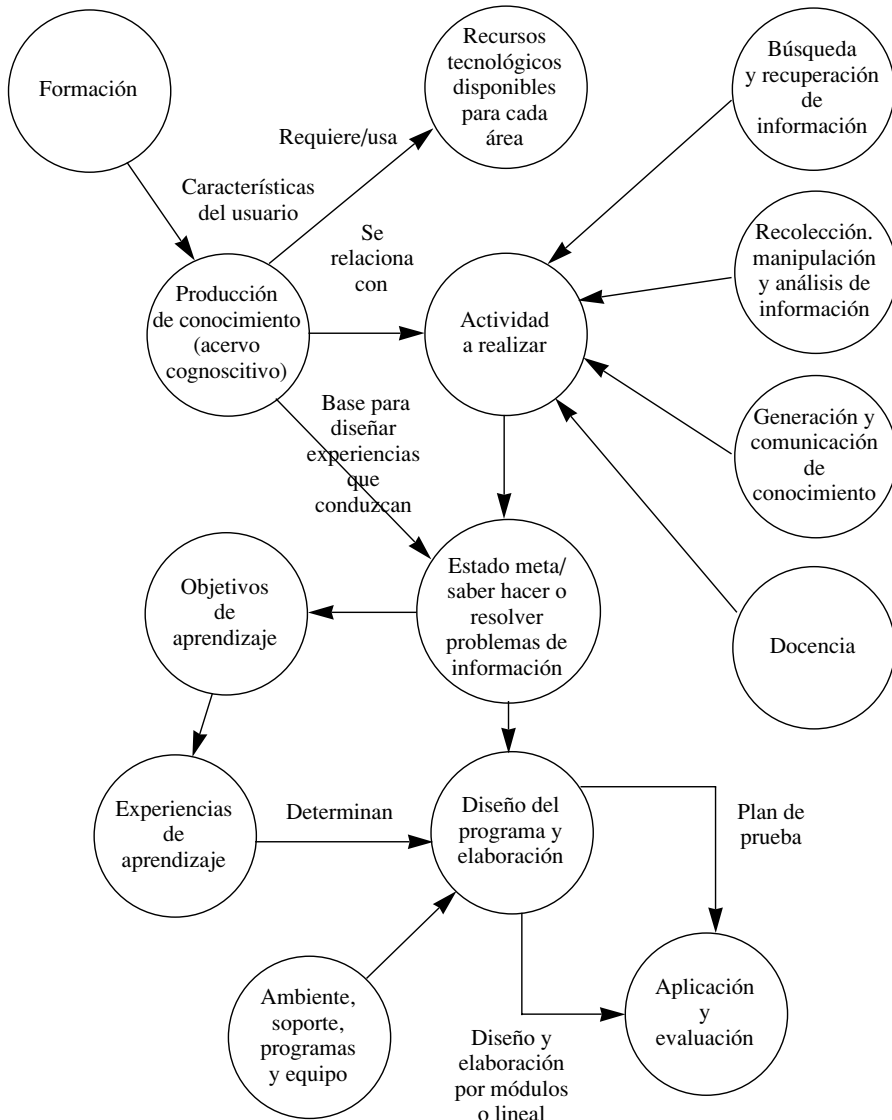 Formación
Recursos
tecnológicos
disponibles
para cada
área
Búsqueda
y recuperación
de
información
Requiere/usa
Características
del usuario
Se
relaciona
con
Recolección.
manipulación
y análisis de
información
Producción
de conocimiento
(acervo
cognoscitivo)
Actividad
a realizar
Base para
diseñar
experiencias
que
conduzcan
Generación y
comunicación
de
conocimiento
Objetivos
de
aprendizaje
Estado meta/
saber hacer o
resolver
problemas de
información
Docencia
Experiencias
de
aprendizaje
Determinan
Diseño del
programa y
elaboración
Plan de
prueba
Ambiente,
soporte,
programas
y equipo
Diseño y
elaboración
por módulos
o lineal
Aplicación
y
evaluación